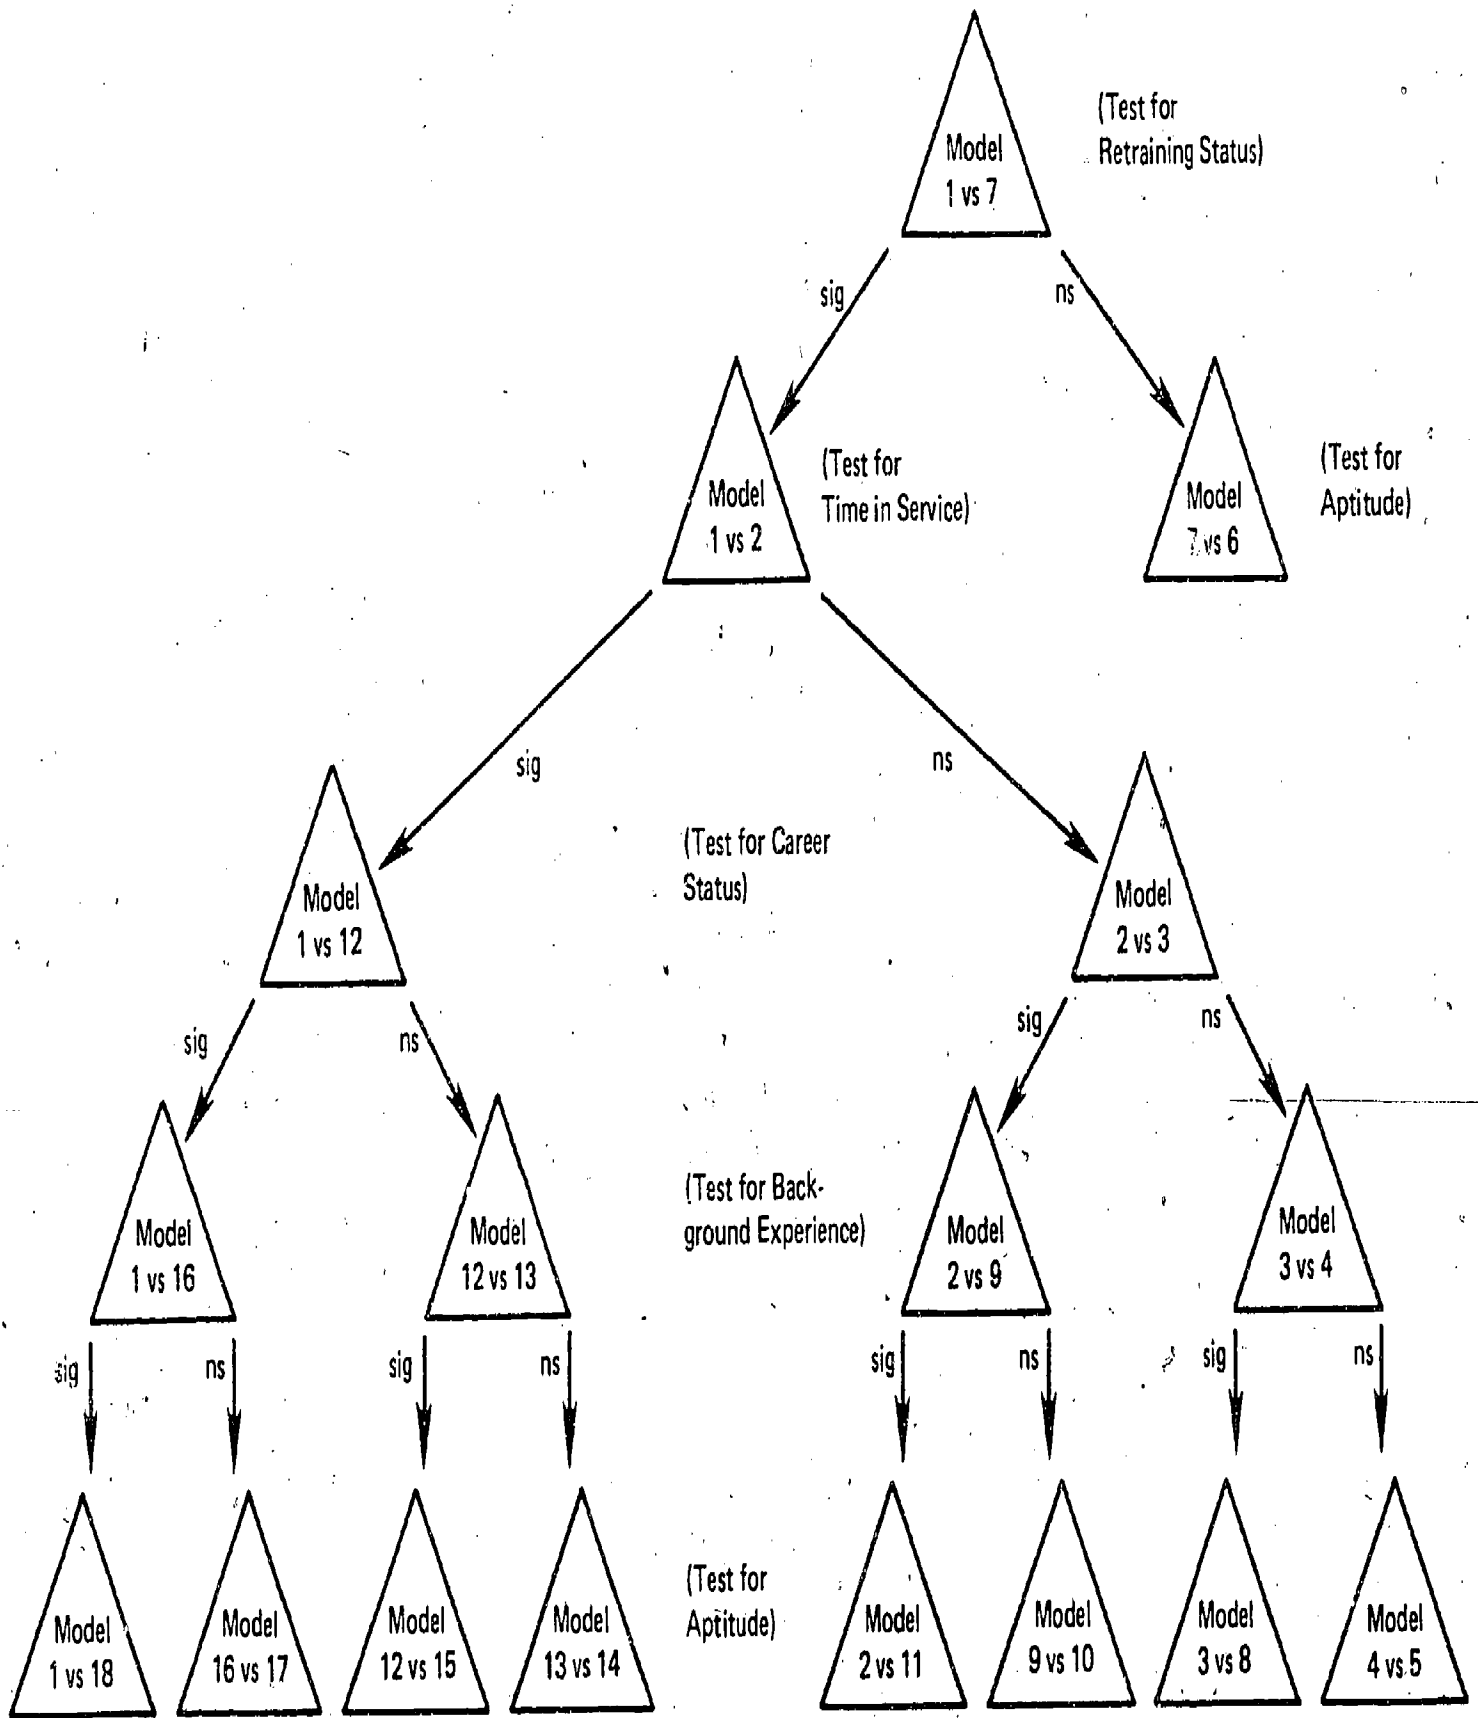 (Test for
Retraining Status)
Model
1 vs 7
sig
ns
(Test for
Time in Service)
Model
1 vs 2
(Test for
Aptitude)
Model
7 vs 6
sig
ns
(Test for Career
Status)
Model
1 vs 12
Model
2 vs 3
sig
ns
sig
ns
(Test for Back-
ground Experience)
Model
1 vs 16
Model
12 vs 13
Model
2 vs 9
Model
3 vs 4
sig
ns
sig
ns
sig
ns
sig
ns
(Test for
Aptitude)
Model
1 vs 18
Model
16 vs 17
Model
12 vs 15
Model
13 vs 14
Model
2 vs 11
Model
9 vs 10
Model
3 vs 8
Model
4 vs 5